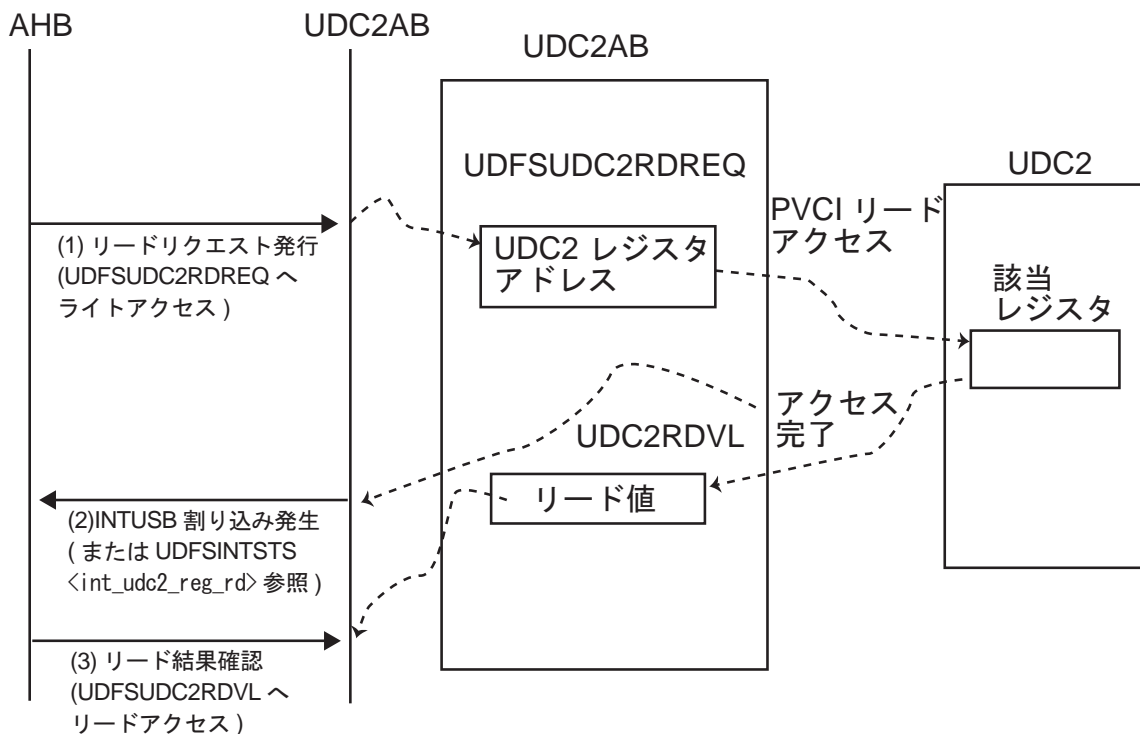 AHB
UDC2AB
UDC2AB
UDFSUDC2RDREQ
UDC2 レジスタ
アドレス
PVCI リード
アクセス
UDC2
該当
レジスタ
(1) リードリクエスト発行
(UDFSUDC2RDREQ へ
ライトアクセス )
アクセス
完了
UDC2RDVL
リード値
(2)INTUSB 割り込み発生
( または UDFSINTSTS
<int_udc2_reg_rd> 参照 )
(3) リード結果確認
(UDFSUDC2RDVL へ
リードアクセス )